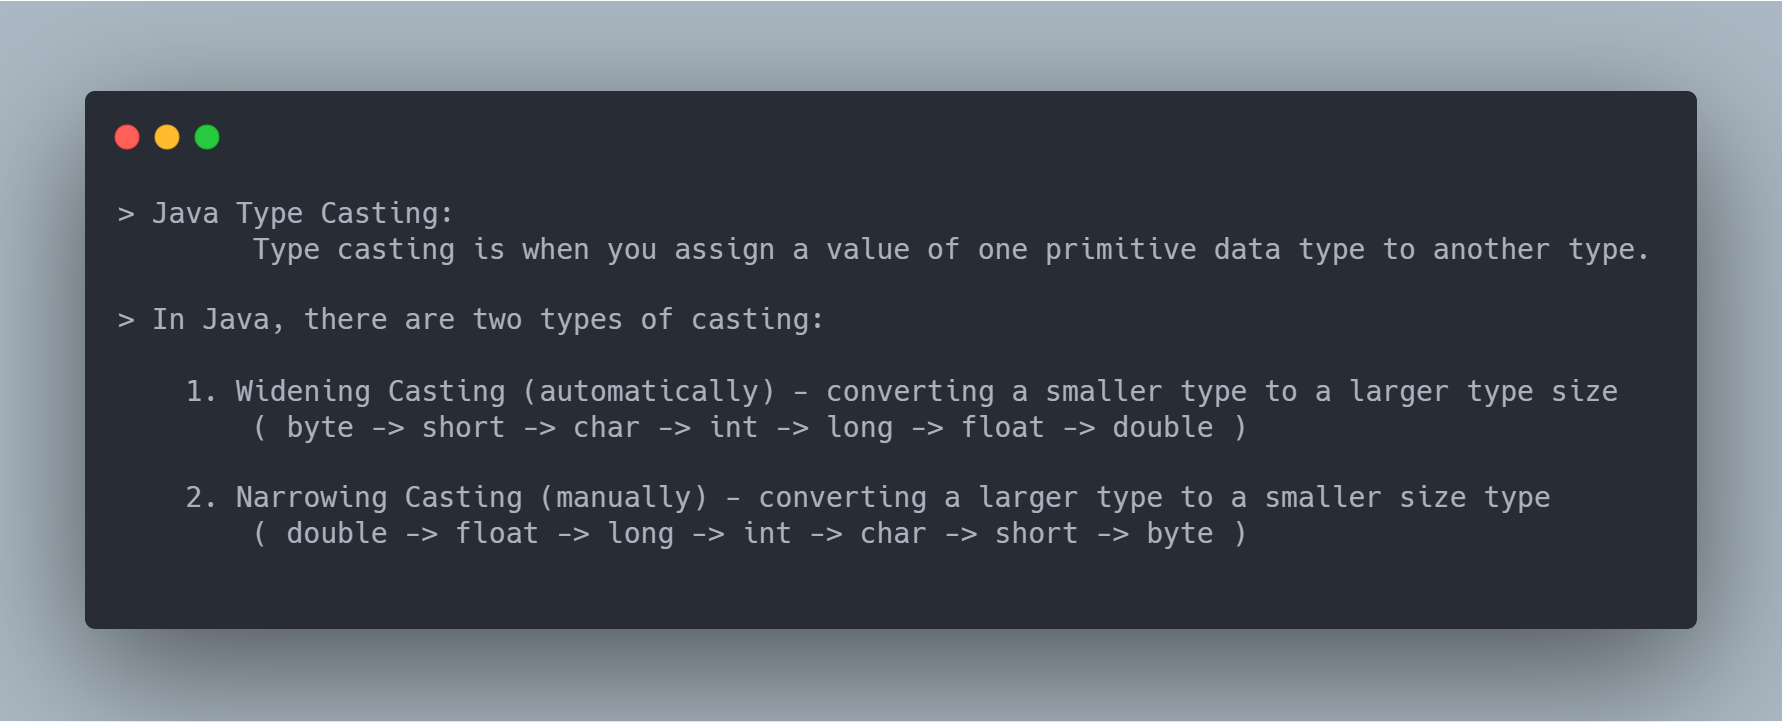 > Java Type Casting:
Type casting is when you assign a value of one primitive data type to another type.
> In Java, there are two types of casting:
1. Widening Casting (automatically) - converting a smaller type to a larger type size
( byte -> short -> char -> int -> long -> float -> double )
2. Narrowing Casting (manually) - converting a larger type to a smaller size type
( double -> float -> long -> int -> char -> short -> byte )